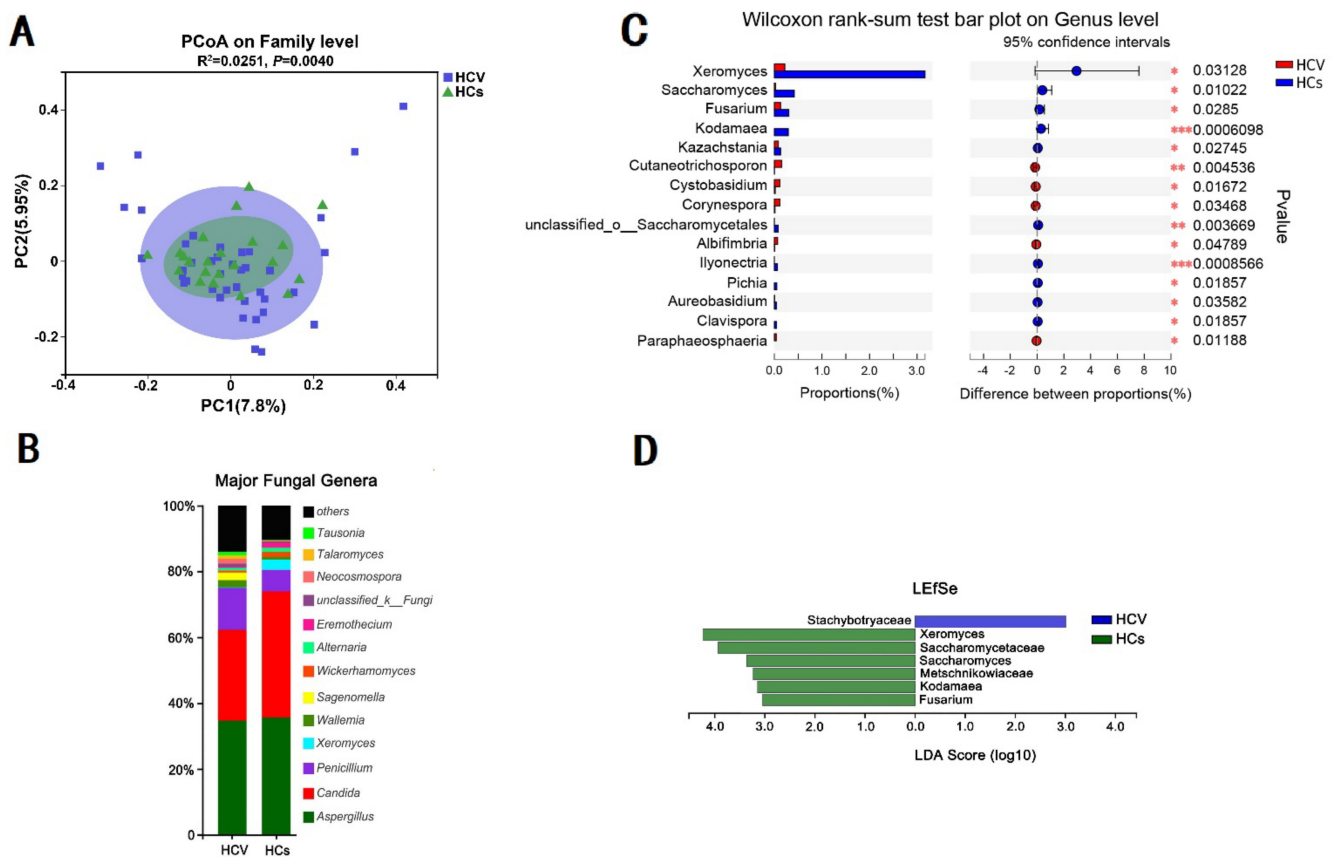 A
PCoA on Family level
R²=0.0251, P=0.0040
HCV
HCs
0.4
0.2
0
-0.2
-0.4
-0.2
0
0.2
0.4
PC2(5.95%)
PC1(7.8%)
B
Major Fungal Genera
100%
80%
60%
40%
20%
0
HCV
HCs
others
Tausonia
Talaromyces
Neocosmospora
unclassified_k__Fungi
Eremothecium
Alternaria
Wickerhamomyces
Sagenomella
Wallemia
Xeromyces
Penicillium
Candida
Aspergillus
C
Wilcoxon rank-sum test bar plot on Genus level
95% confidence intervals
HCV
HCs
Xeromyces * 0.03128
Saccharomyces * 0.01022
Fusarium * 0.0285
Kodamaea *** 0.0006098
Kazachstania * 0.02745
Cutaneotrichosporon ** 0.004536
Cystobasidium * 0.01672
Corynespora * 0.03468
unclassified_o__Saccharomycetales ** 0.003669
Albifimbria * 0.04789
Ilyonectria *** 0.0008566
Pichia * 0.01857
Aureobasidium * 0.03582
Clavispora * 0.01857
Paraphaeosphaeria * 0.01188
Pvalue
0.0 1.0 2.0 3.0
Proportions(%)
-4 -2 0 2 4 6 8 10
Difference between proportions(%)
D
LEfSe
HCV
HCs
Stachybotryaceae
Xeromyces
Saccharomycetaceae
Saccharomyces
Metschnikowiaceae
Kodamaea
Fusarium
4.0 3.0 2.0 1.0 0.0 1.0 2.0 3.0 4.0
LDA Score (log10)